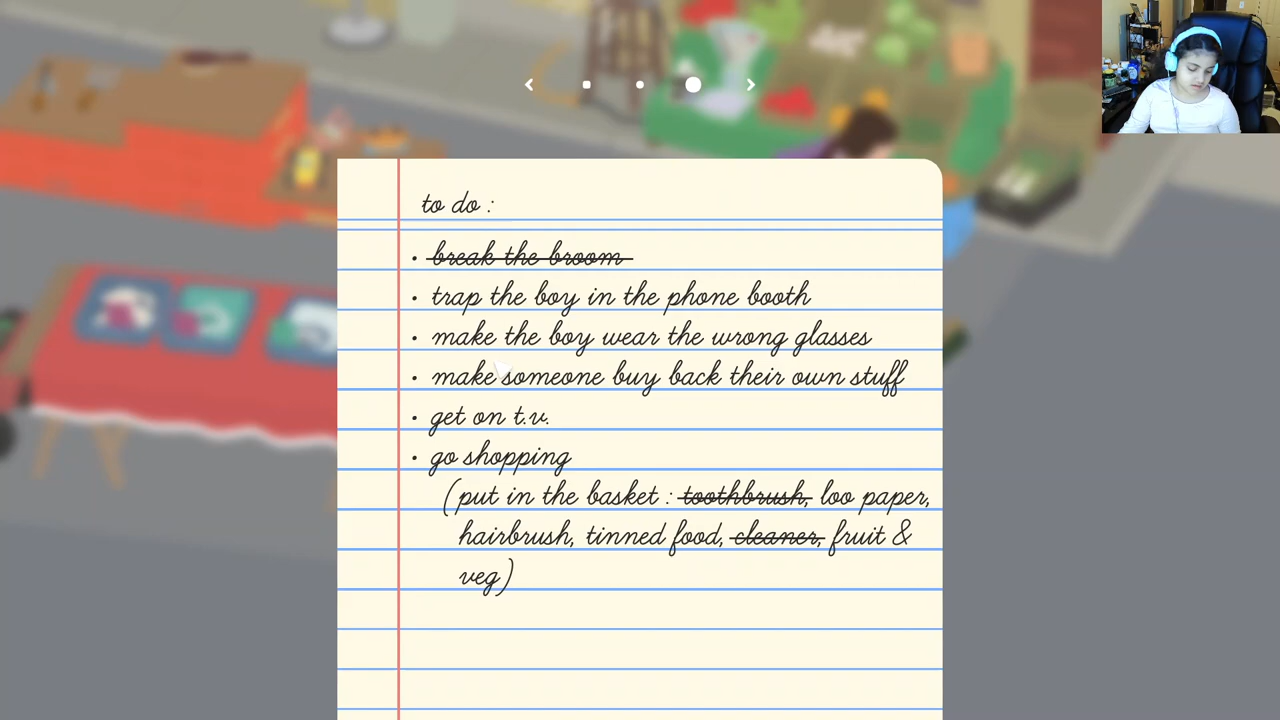 to do :
• break the broom
• trap the boy in the phone booth
• make the boy wear the wrong glasses
• make someone buy back their own stuff
• get on t.v.
• go shopping
(put in the basket : toothbrush, loo paper,
hairbrush, tinned food, cleaner, fruit &
veg)